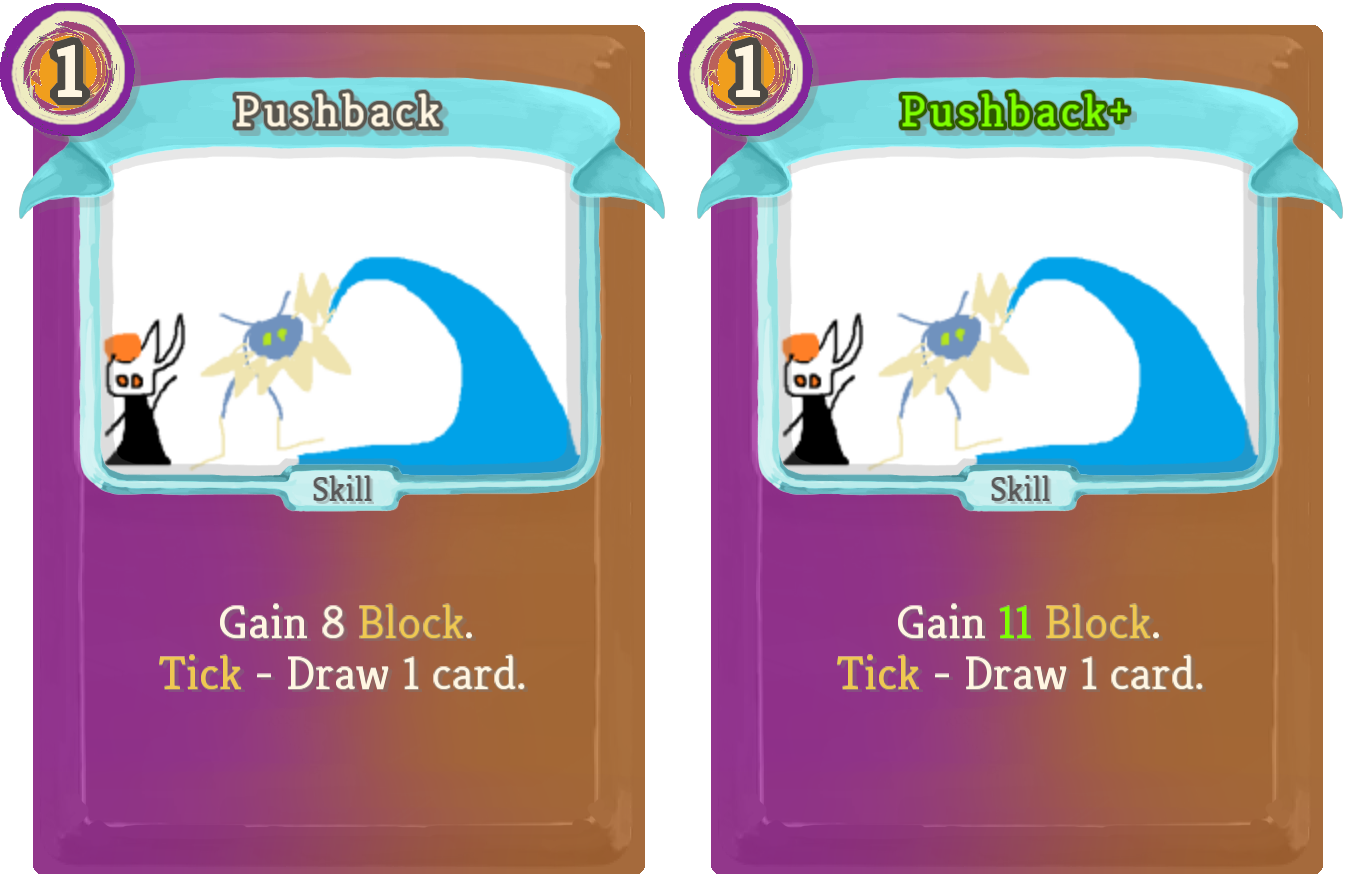 1
Pushback
Skill
Gain 8 Block.
Tick - Draw 1 card.
1
Pushback+
Skill
Gain 11 Block.
Tick - Draw 1 card.